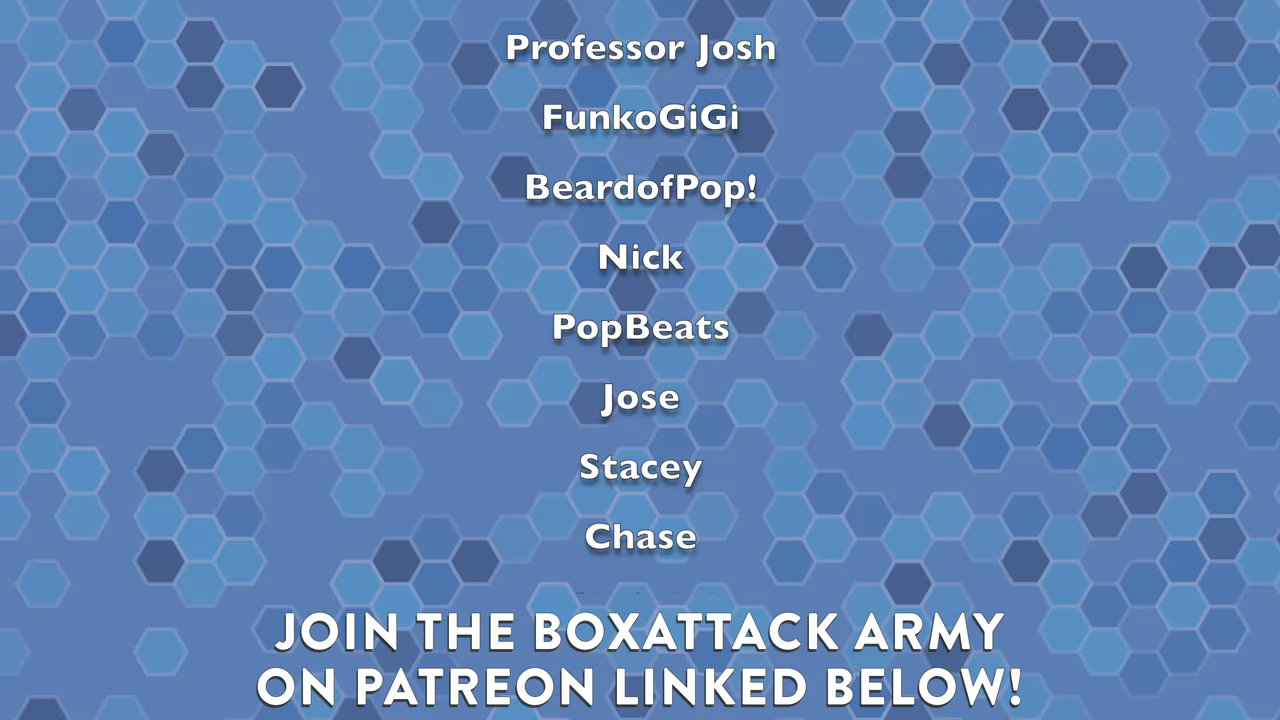 Professor Josh
FunkoGiGi
BeardofPop!
Nick
PopBeats
Jose
Stacey
Chase
JOIN THE BOXATTACK ARMY
ON PATREON LINKED BELOW!